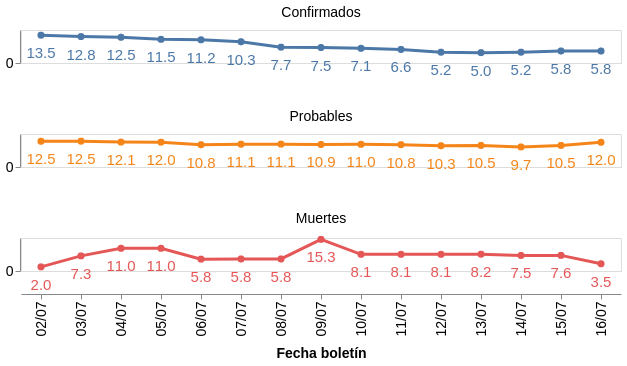 Confirmados
0
13.5 12.8 12.5 11.5 11.2 10.3 7.7 7.5 7.1 6.6 5.2 5.0 5.2 5.8 5.8
Probables
0
12.5 12.5 12.1 12.0 10.8 11.1 11.1 10.9 11.0 10.8 10.3 10.5 9.7 10.5 12.0
Muertes
0
2.0 7.3 11.0 11.0 5.8 5.8 5.8 15.3 8.1 8.1 8.1 8.2 7.5 7.6 3.5
02/07 03/07 04/07 05/07 06/07 07/07 08/07 09/07 10/07 11/07 12/07 13/07 14/07 15/07 16/07
Fecha boletín